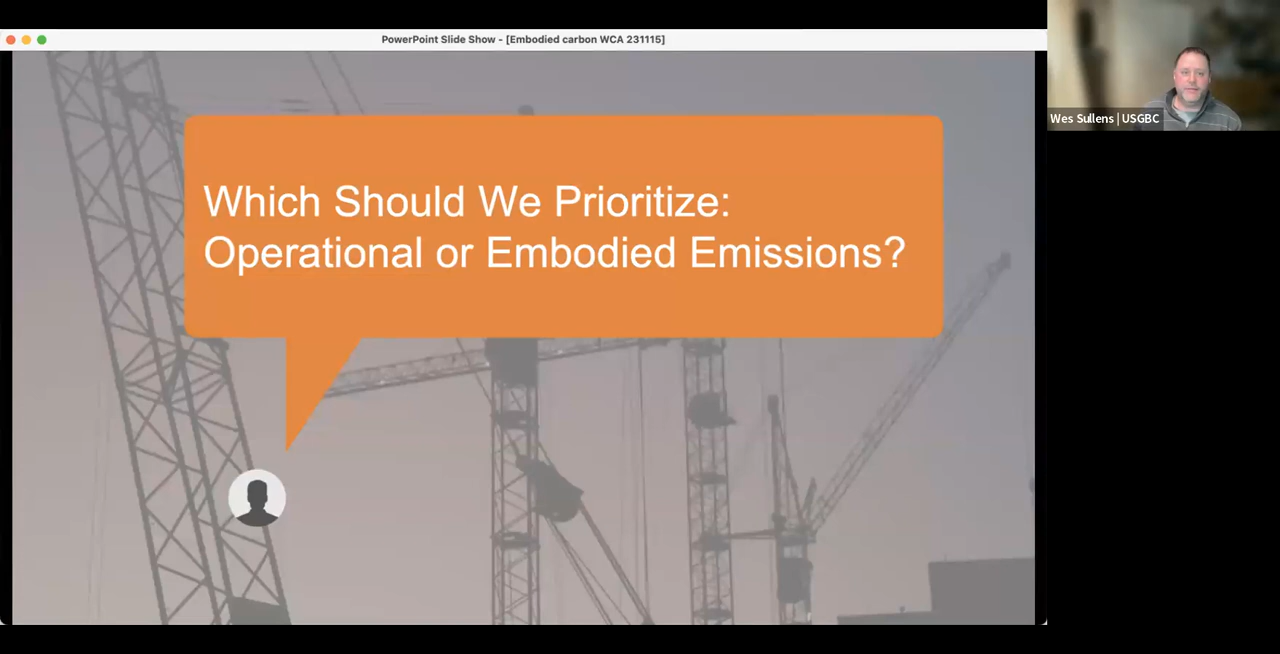 PowerPoint Slide Show - [Embodied carbon WCA 231115]
Which Should We Prioritize:
Operational or Embodied Emissions?
Wes Sullens | USGBC